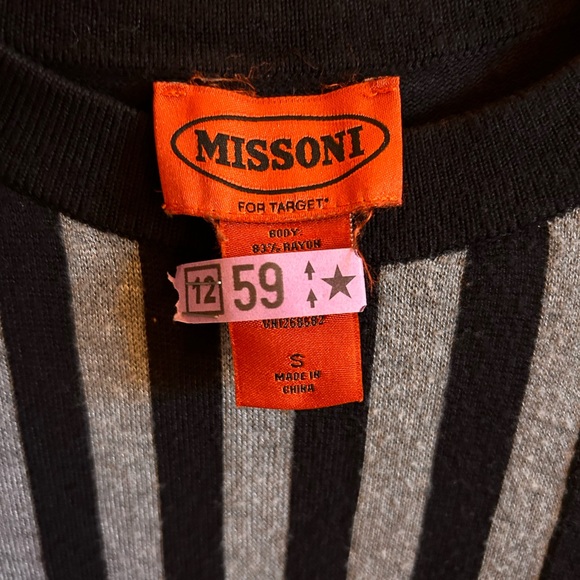 MISSONI
FOR TARGET*
BODY:
83% RAYON
12 59
S
MADE IN
CHINA